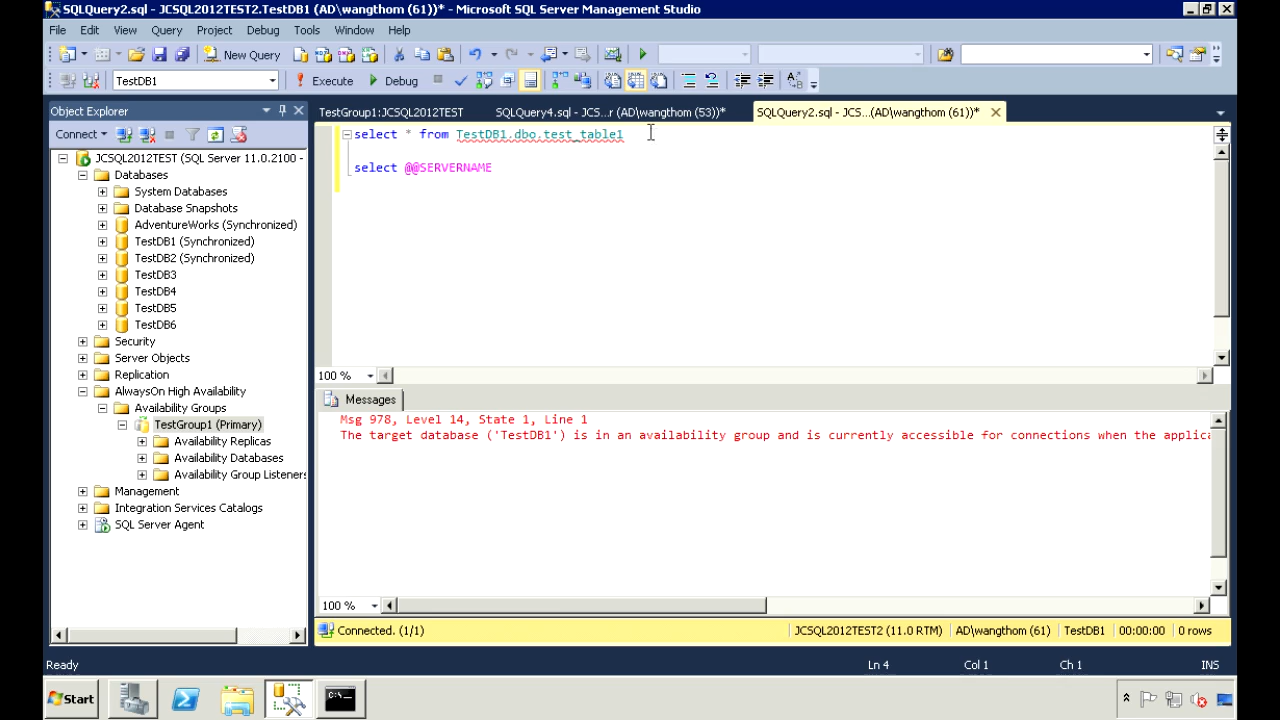 SQLQuery2.sql - JCSQL2012TEST2.TestDB1 (AD\wangthom (61))* - Microsoft SQL Server Management Studio
File Edit View Query Project Debug Tools Window Help
New Query
TestDB1 Execute Debug
Object Explorer
TestGroup1:JCSQL2012TEST SQLQuery4.sql - JCS...r (AD\wangthom (53))* SQLQuery2.sql - JCS...(AD\wangthom (61))*
Connect
JCSQL2012TEST (SQL Server 11.0.2100 -
Databases
System Databases
Database Snapshots
AdventureWorks (Synchronized)
TestDB1 (Synchronized)
TestDB2 (Synchronized)
TestDB3
TestDB4
TestDB5
TestDB6
Security
Server Objects
Replication
AlwaysOn High Availability
Availability Groups
TestGroup1 (Primary)
Availability Replicas
Availability Databases
Availability Group Listeners
Management
Integration Services Catalogs
SQL Server Agent
select * from TestDB1.dbo.test_table1
select @@SERVERNAME
100 %
Messages
Msg 978, Level 14, State 1, Line 1
The target database ('TestDB1') is in an availability group and is currently accessible for connections when the applica
100 %
Connected. (1/1) JCSQL2012TEST2 (11.0 RTM) AD\wangthom (61) TestDB1 00:00:00 0 rows
Ready Ln 4 Col 1 Ch 1 INS
Start